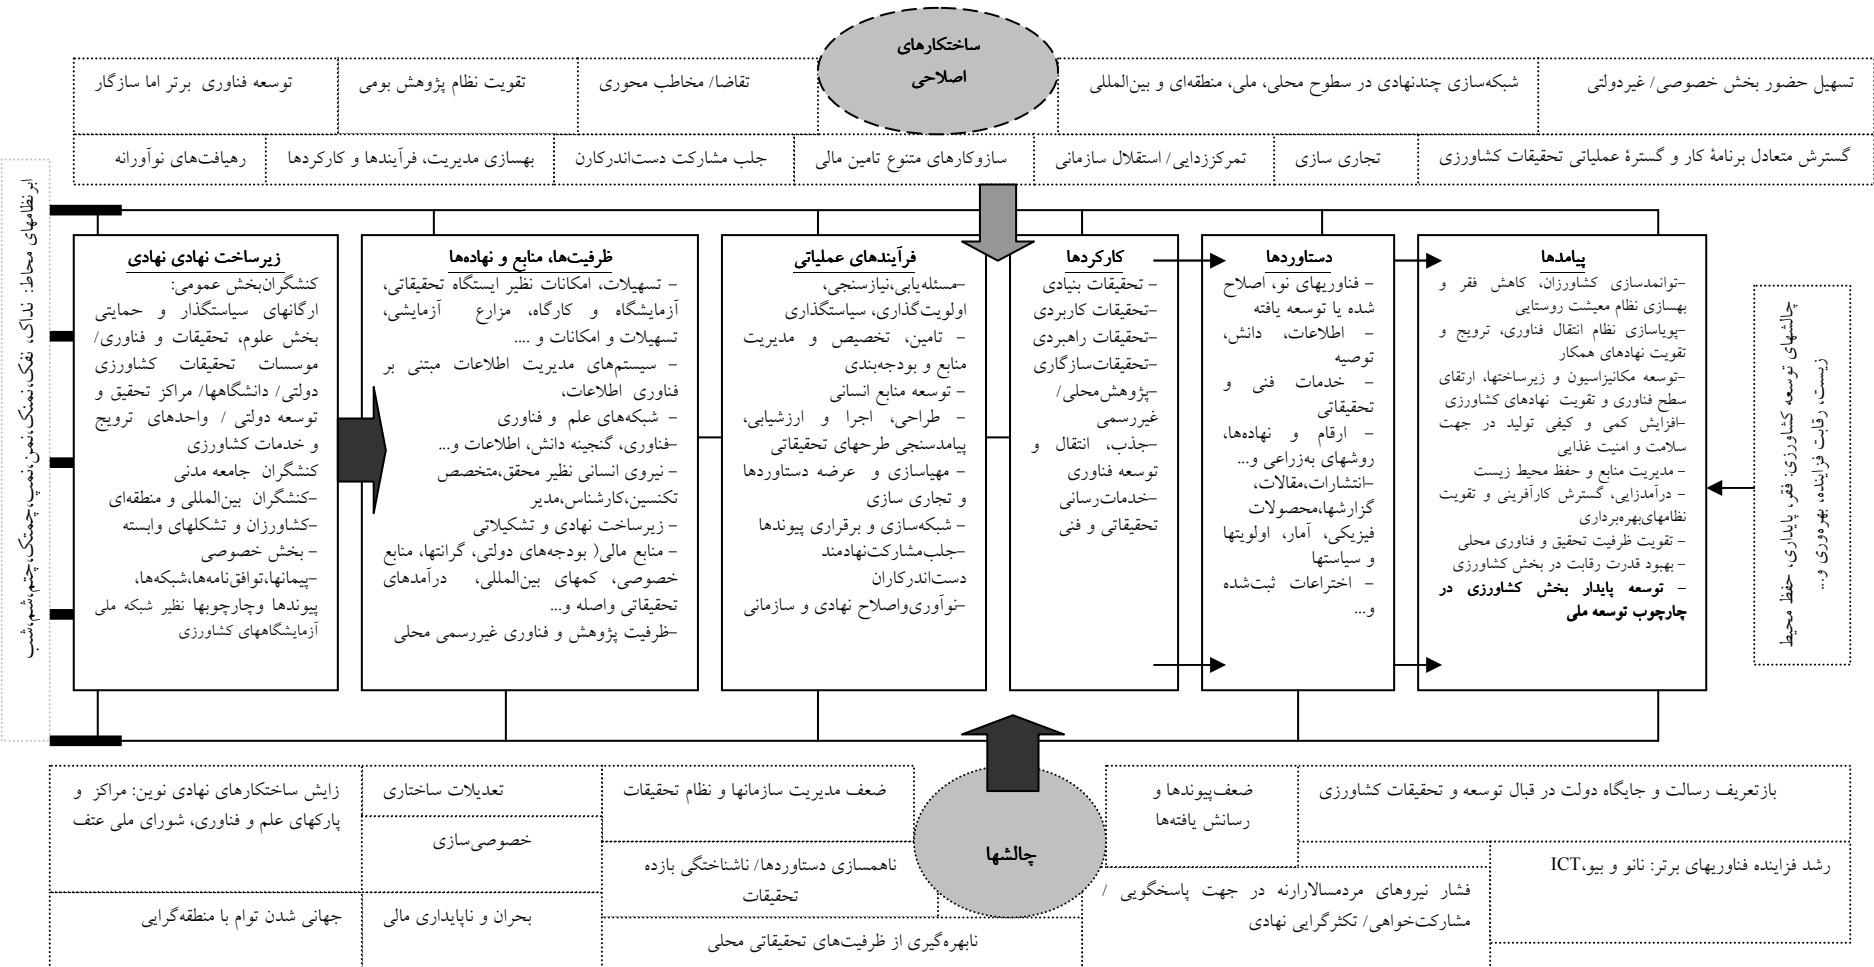 ساختکارهای
اصلاحی
تسهیل حضور بخش خصوصی/ غیردولتی
شبکه‌سازی چندنهادی در سطوح محلی، ملی، منطقه‌ای و بین‌المللی
تقاضا/ مخاطب محوری
تقویت نظام پژوهش بومی
توسعه فناوری برتر اما سازگار
گسترش متعادل برنامۀ کار و گسترۀ عملیاتی تحقیقات کشاورزی
تجاری سازی
تمرکززدایی/ استقلال سازمانی
سازوکارهای متنوع تامین مالی
جلب مشارکت دست‌اندرکارن
بهسازی مدیریت، فرآیندها و کارکردها
رهیافت‌های نوآورانه
چالشهای توسعه کشاورزی: فقر، پایداری، حفظ محیط
زیست، رقابت فزاینده، بهره‌وری و...
پیامدها
–توانمدسازی کشاورزان، کاهش فقر و
بهسازی نظام معیشت روستایی
–پویاسازی نظام انتقال فناوری، ترویج و
تقویت نهادهای همکار
–توسعه مکانیزاسیون و زیرساختها، ارتقای
سطح فناوری و تقویت نهادهای کشاورزی
–افزایش کمی و کیفی تولید در جهت
سلامت و امنیت غذایی
– مدیریت منابع و حفظ محیط زیست
– درآمدزایی، گسترش کارآفرینی و تقویت
نظامهای‌بهره‌برداری
– تقویت ظرفیت تحقیق و فناوری محلی
– بهبود قدرت رقابت در بخش کشاورزی
– توسعه پایدار بخش کشاورزی در
چارچوب توسعه ملی
دستاوردها
– فناوریهای نو، اصلاح
شده یا توسعه یافته
– اطلاعات، دانش،
توصیه
– خدمات فنی و
تحقیقاتی
– ارقام و نهاده‌ها،
روشهای به‌زراعی و...
–انتشارات،مقالات،
گزارشها،محصولات
فیزیکی، آمار، اولویتها
و سیاستها
– اختراعات ثبت‌شده
و...
کارکردها
– تحقیقات بنیادی
–تحقیقات کاربردی
–تحقیقات راهبردی
–تحقیقات‌سازگاری
–پژوهش‌محلی/
غیررسمی
–جذب، انتقال و
توسعه فناوری
–خدمات‌رسانی
تحقیقاتی و فنی
فرآیندهای عملیاتی
–مسئله‌یابی،نیازسنجی،
اولویت‌گذاری، سیاستگذاری
– تامین، تخصیص و مدیریت
منابع و بودجه‌بندی
– توسعه منابع انسانی
– طراحی، اجرا و ارزشیابی،
پیامدسنجی طرحهای تحقیقاتی
– مهیاسازی و عرضه دستاوردها
و تجاری سازی
– شبکه‌سازی و برقراری پیوندها
–جلب‌مشارکت‌نهادمند
دست‌اندرکاران
–نوآوری‌واصلاح نهادی و سازمانی
ظرفیت‌ها، منابع و نهاده‌ها
– تسهیلات، امکانات نظیر ایستگاه تحقیقاتی،
آزمایشگاه و کارگاه، مزارع آزمایشی،
تسهیلات و امکانات و ....
– سیستم‌های مدیریت اطلاعات مبتنی بر
فناوری اطلاعات،
– شبکه‌های علم و فناوری
–فناوری، گنجینه دانش، اطلاعات و...
– نیروی انسانی نظیر محقق،متخصص
تکنسین،کارشناس،مدیر
– زیرساخت نهادی و تشکیلاتی
– منابع مالی( بودجه‌های دولتی، گرانتها، منابع
خصوصی، کمهای بین‌المللی، درآمدهای
تحقیقاتی واصله و...
–ظرفیت پژوهش و فناوری غیررسمی محلی
زیرساخت نهادی نهادی
کنشگران‌بخش عمومی:
ارگانهای سیاستگذار و حمایتی
بخش علوم، تحقیقات و فناوری/
موسسات تحقیقات کشاورزی
دولتی/ دانشگاهها/ مراکز تحقیق و
توسعه دولتی / واحدهای ترویج
و خدمات کشاورزی
کنشگران جامعه مدنی
–کنشگران بین‌المللی و منطقه‌ای
–کشاورزان و تشکلهای وابسته
– بخش خصوصی
–پیمانها،توافق‌نامه‌ها،شبکه‌ها،
پیوندها وچارچوبها نظیر شبکه ملی
آزمایشگاههای کشاورزی
ابرنظامهای محاط: نداک، نفک،نمنک،نمن،نمپ،چمتک،چتم،شم،شب
چالشها
بازتعریف رسالت و جایگاه دولت در قبال توسعه و تحقیقات کشاورزی
ضعف‌پیوندها و
رسانش یافته‌ها
ضعف مدیریت سازمانها و نظام تحقیقات
تعدیلات ساختاری
زایش ساختکارهای نهادی نوین: مراکز و
پارکهای علم و فناوری، شورای ملی عتف
خصوصی‌سازی
رشد فزاینده فناوریهای برتر: نانو و بیو،ICT
ناهمسازی دستاوردها/ ناشناختگی بازده
تحقیقات
فشار نیروهای مردمسالارارنه در جهت پاسخگویی /
مشارکت‌خواهی/ تکثرگرایی نهادی
بحران و ناپایداری مالی
جهانی شدن توام با منطقه‌گرایی
نابهره‌گیری از ظرفیت‌های تحقیقاتی محلی